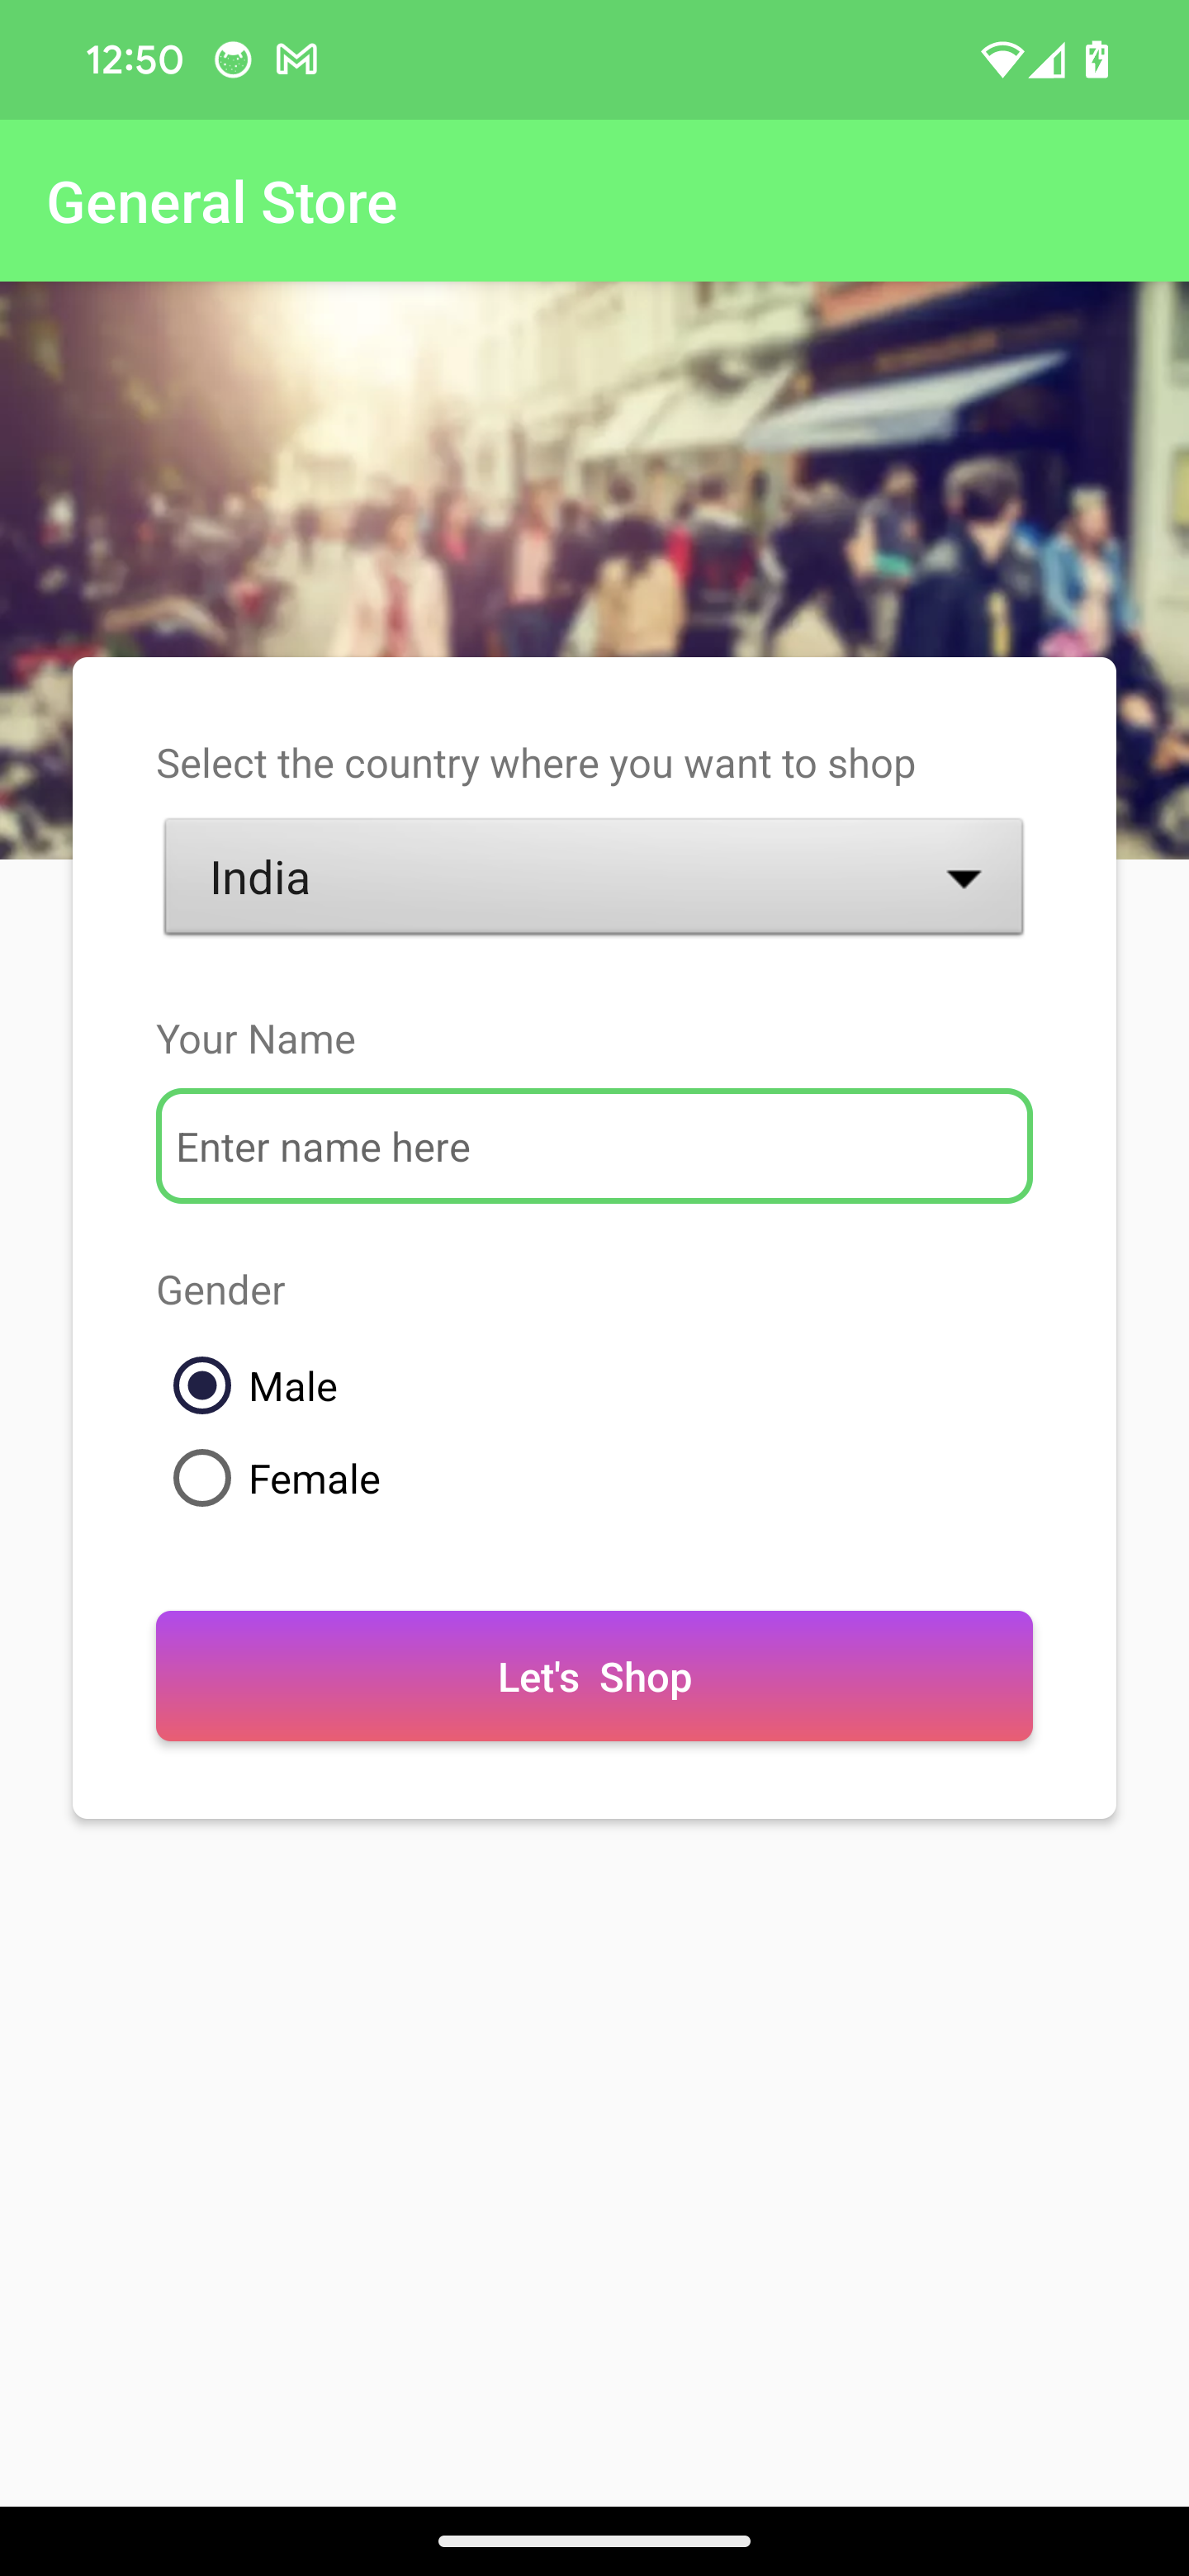 12:50
General Store
Select the country where you want to shop
India
Your Name
Enter name here
Gender
Male
Female
Let's  Shop